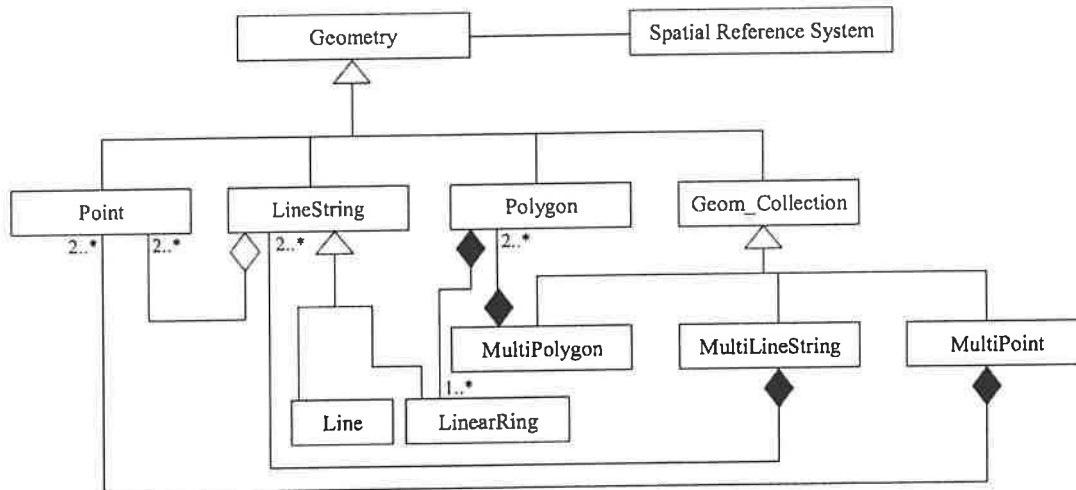 Geometry
Spatial Reference System
Point
LineString
Polygon
Geom_Collection
2..*
2..*
2..*
2..*
MultiPolygon
MultiLineString
MultiPoint
1..*
Line
LinearRing